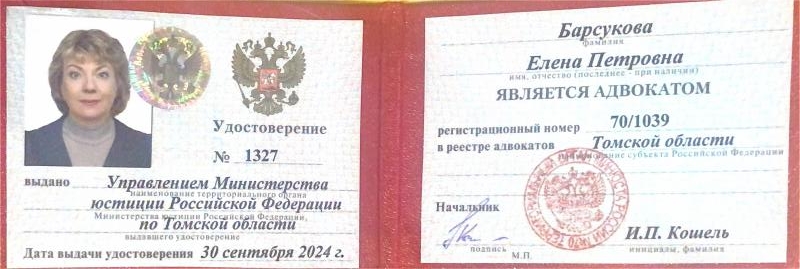 Удостоверение
№ 1327
выдано Управлением Министерства
наименование территориального органа
юстиции Российской Федерации
Министерства юстиции Российской Федерации,
по Томской области
выдавшего удостоверение
Дата выдачи удостоверения 30 сентября 2024 г.
Барсукова
фамилия
Елена Петровна
имя, отчество (последнее - при наличии)
ЯВЛЯЕТСЯ АДВОКАТОМ
регистрационный номер 70/1039
в реестре адвокатов Томской области
наименование субъекта Российской Федерации
Начальник
И.П. Кошель
подпись
инициалы, фамилия
М.П.